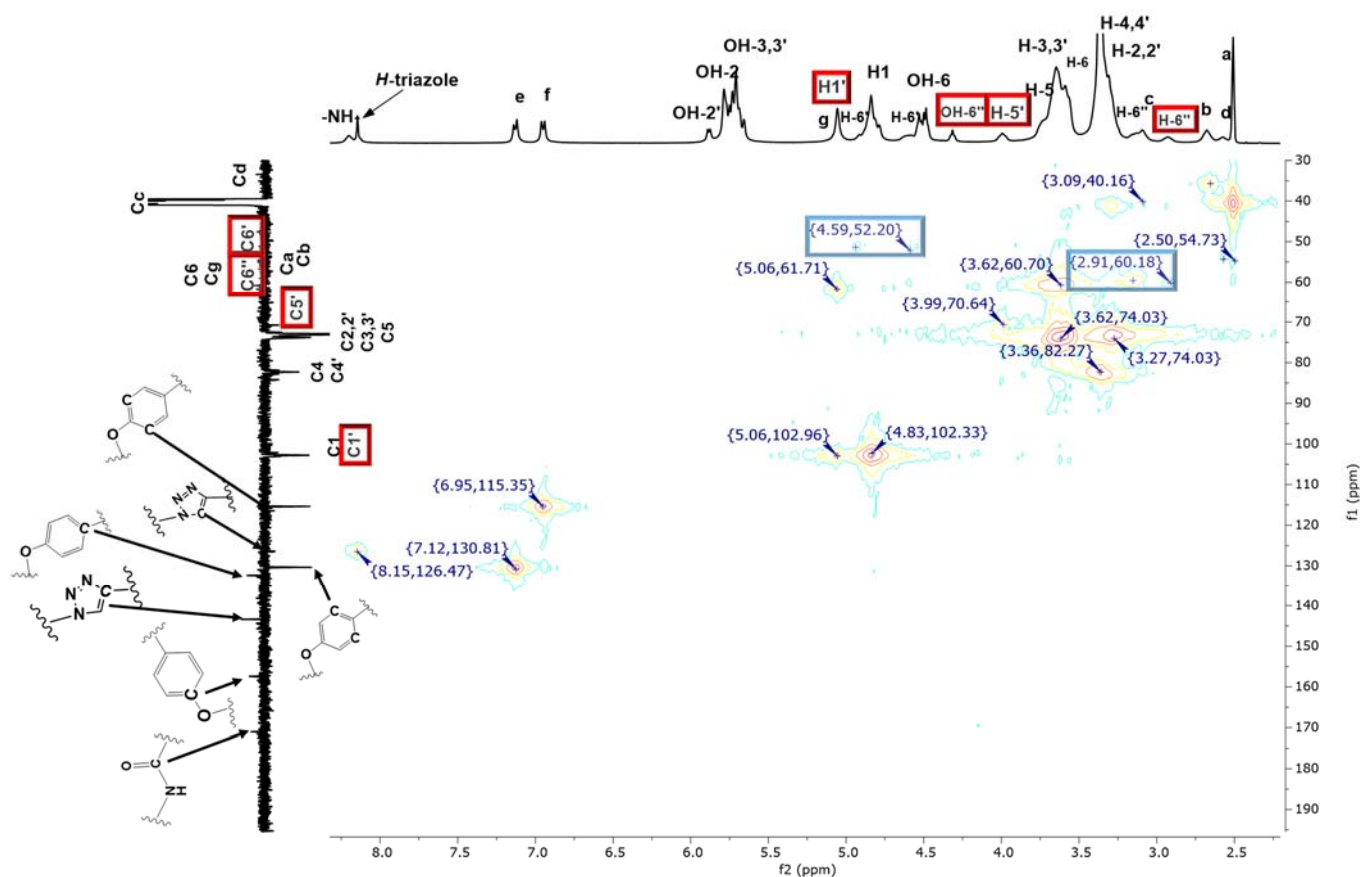 H-4,4'
OH-3,3'
H-3,3'
H-2,2'
H-triazole
OH-2
H1'
H1
OH-6
OH-6''
H-5'
H-5
H-6
a
-NH
e
f
OH-2'
g
H-6'
H-6'
H-6''
c
H-6''
b
d
Cd
Cc
C6'
Cb
Ca
C6''
Cg
C6
C5'
C2,2'
C3,3'
C5
C4
C4'
C1
C1'
{3.09,40.16}
{4.59,52.20}
{2.50,54.73}
{5.06,61.71}
{3.62,60.70}
{2.91,60.18}
{3.99,70.64}
{3.62,74.03}
{3.36,82.27}
{3.27,74.03}
{5.06,102.96}
{4.83,102.33}
{6.95,115.35}
{7.12,130.81}
{8.15,126.47}
C
C
O
N
N
N
C
C
O
N
N
N
C
C
C
O
C
O
O
C
NH
30
40
50
60
70
80
90
100
110
120
130
140
150
160
170
180
190
f1 (ppm)
8.0
7.5
7.0
6.5
6.0
5.5
5.0
4.5
4.0
3.5
3.0
2.5
f2 (ppm)